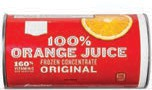 100%
ORANGE JUICE
FROZEN CONCENTRATE
160%
ORIGINAL